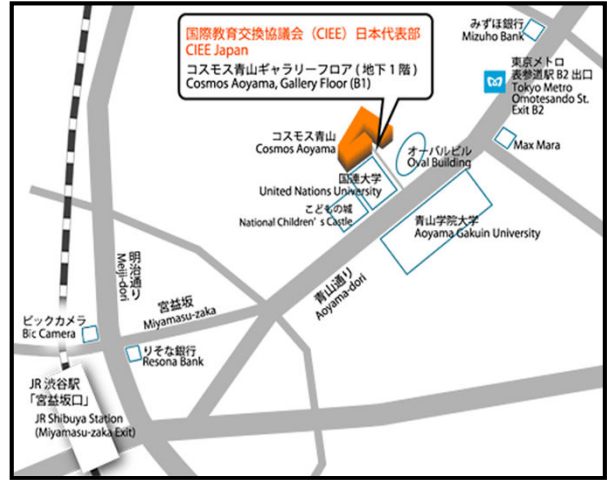 国際教育交換協議会（CIEE）日本代表部
CIEE Japan
コスモス青山ギャラリーフロア ( 地下 1 階 )
Cosmos Aoyama, Gallery Floor (B1)
みずほ銀行
Mizuho Bank
東京メトロ
表参道駅 B2 出口
Tokyo Metro
Omotesando St.
Exit B2
Max Mara
コスモス青山
Cosmos Aoyama
オーバルビル
Oval Building
国連大学
United Nations University
こどもの城
National Children's Castle
青山学院大学
Aoyama Gakuin University
青山通り
Aoyama-dori
明治通り
Meiji-dori
宮益坂
Miyamasu-zaka
ビックカメラ
Bic Camera
りそな銀行
Resona Bank
JR 渋谷駅
「宮益坂口」
JR Shibuya Station
(Miyamasu-zaka Exit)